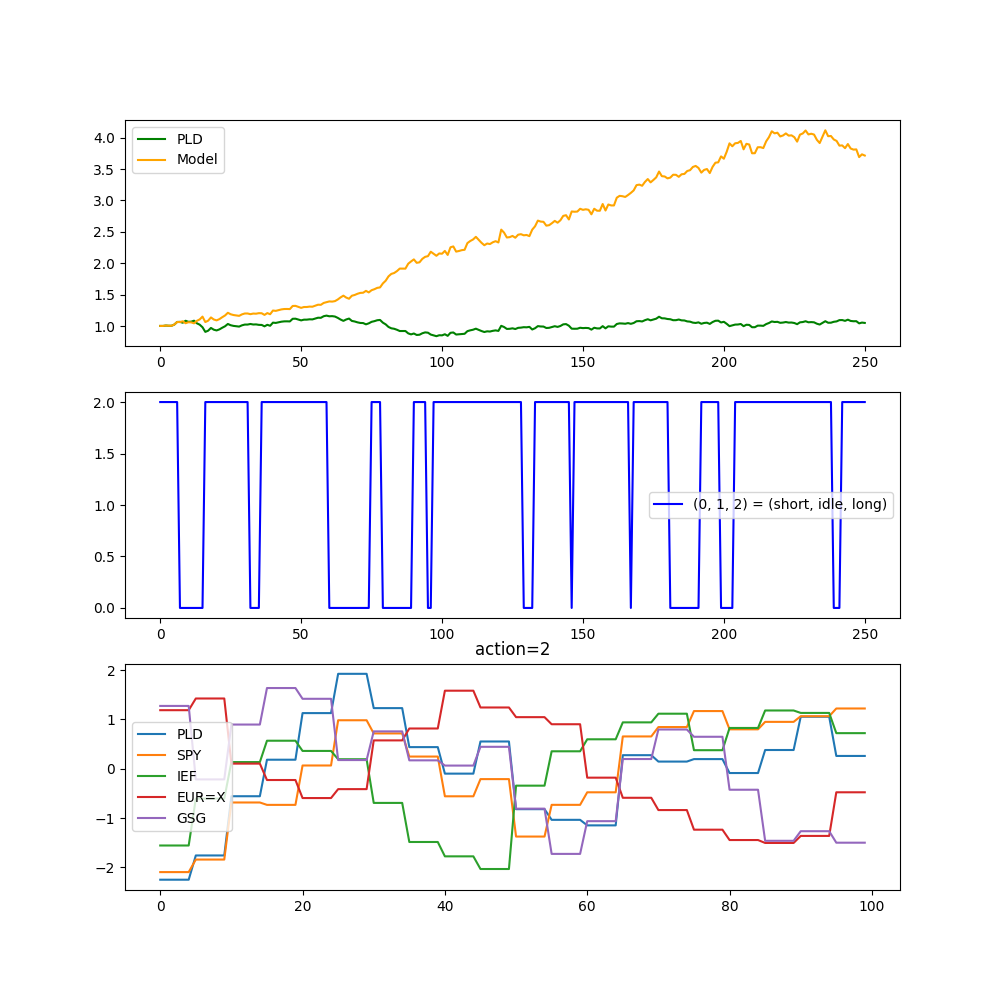 4.0
3.5
3.0
2.5
2.0
1.5
1.0
PLD
Model
0 50 100 150 200 250
2.0
1.5
1.0
0.5
0.0
(0, 1, 2) = (short, idle, long)
0 50 100 150 200 250
action=2
2
1
0
−1
−2
PLD
SPY
IEF
EUR=X
GSG
0 20 40 60 80 100